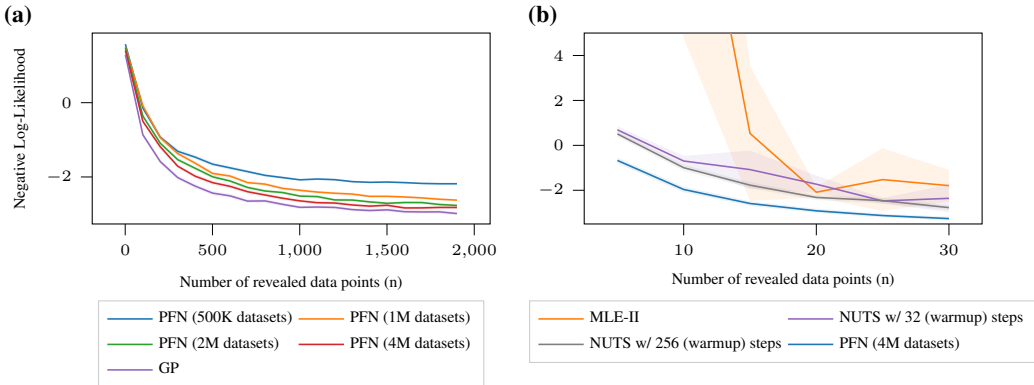 (a)
Negative Log-Likelihood
0
−2
0
500
1,000
1,500
2,000
Number of revealed data points (n)
PFN (500K datasets)
PFN (1M datasets)
PFN (2M datasets)
PFN (4M datasets)
GP
(b)
4
2
0
−2
10
20
30
Number of revealed data points (n)
MLE-II
NUTS w/ 32 (warmup) steps
NUTS w/ 256 (warmup) steps
PFN (4M datasets)